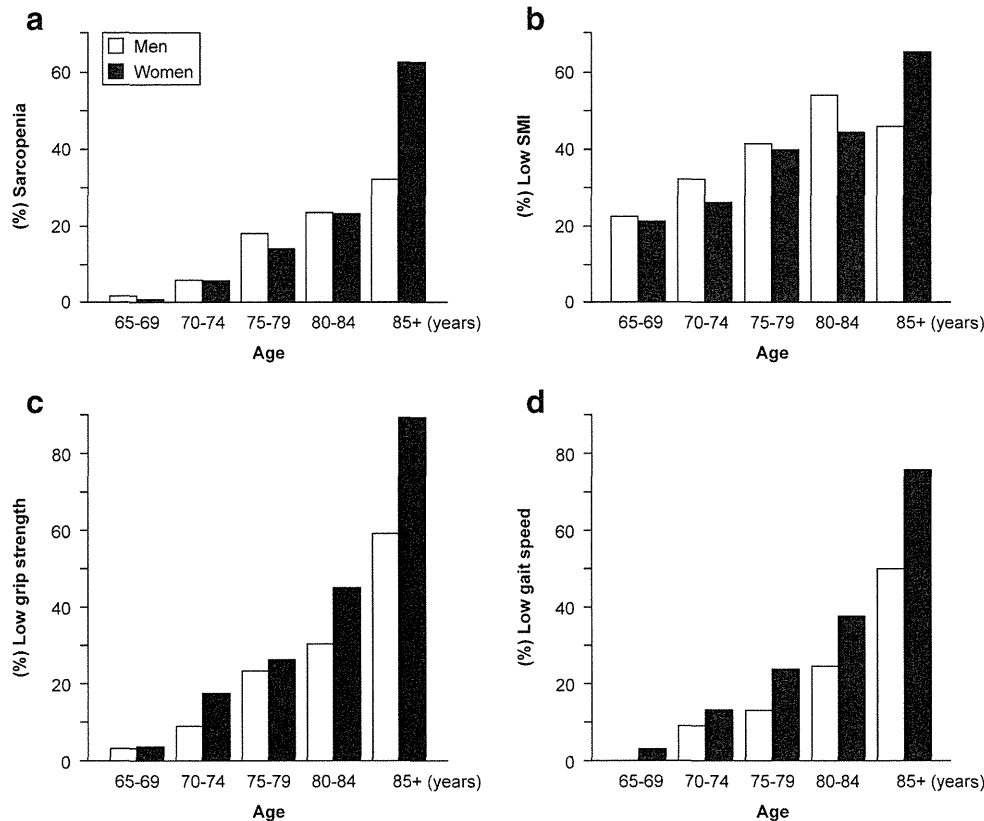 a
(%) Sarcopenia
60
40
20
0
Men
Women
65-69 70-74 75-79 80-84 85+ (years)
Age
b
(%) Low SMI
60
40
20
0
65-69 70-74 75-79 80-84 85+ (years)
Age
c
(%) Low grip strength
80
60
40
20
0
65-69 70-74 75-79 80-84 85+ (years)
Age
d
(%) Low gait speed
80
60
40
20
0
65-69 70-74 75-79 80-84 85+ (years)
Age